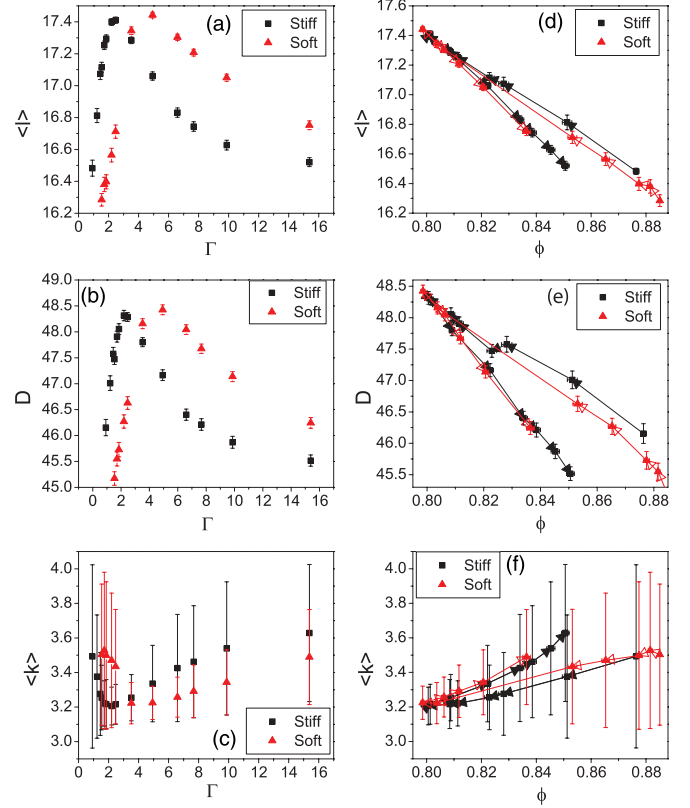 (a)
Stiff
Soft
<l>
17.4
17.2
17.0
16.8
16.6
16.4
16.2
0 2 4 6 8 10 12 14 16
Γ
(d)
Stiff
Soft
<l>
17.6
17.4
17.2
17.0
16.8
16.6
16.4
16.2
0.80 0.82 0.84 0.86 0.88
ϕ
(b)
Stiff
Soft
D
49.0
48.5
48.0
47.5
47.0
46.5
46.0
45.5
45.0
0 2 4 6 8 10 12 14 16
Γ
(e)
Stiff
Soft
D
48.5
48.0
47.5
47.0
46.5
46.0
45.5
0.80 0.82 0.84 0.86 0.88
ϕ
(c)
Stiff
Soft
<k>
4.0
3.8
3.6
3.4
3.2
3.0
0 2 4 6 8 10 12 14 16
Γ
(f)
Stiff
Soft
<k>
4.0
3.8
3.6
3.4
3.2
3.0
0.80 0.82 0.84 0.86 0.88
ϕ